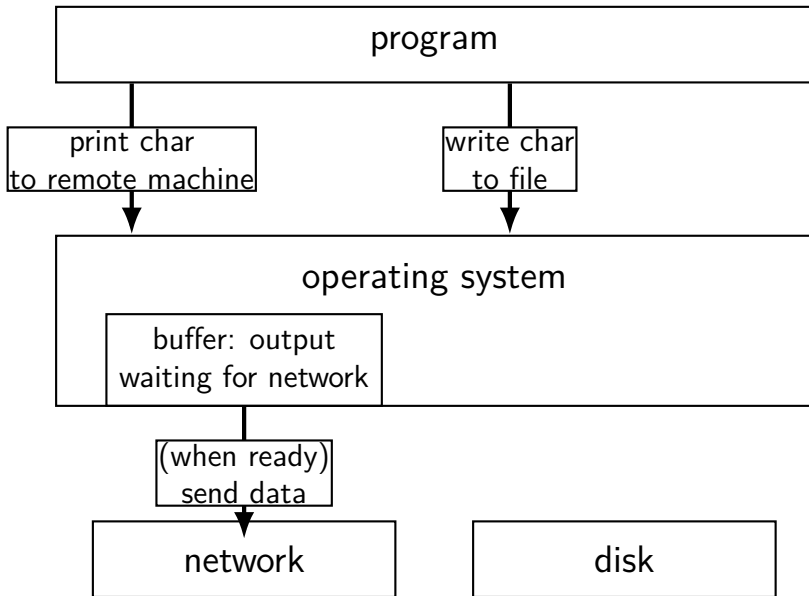 program
print char
to remote machine
write char
to file
operating system
buffer: output
waiting for network
(when ready)
send data
network
disk